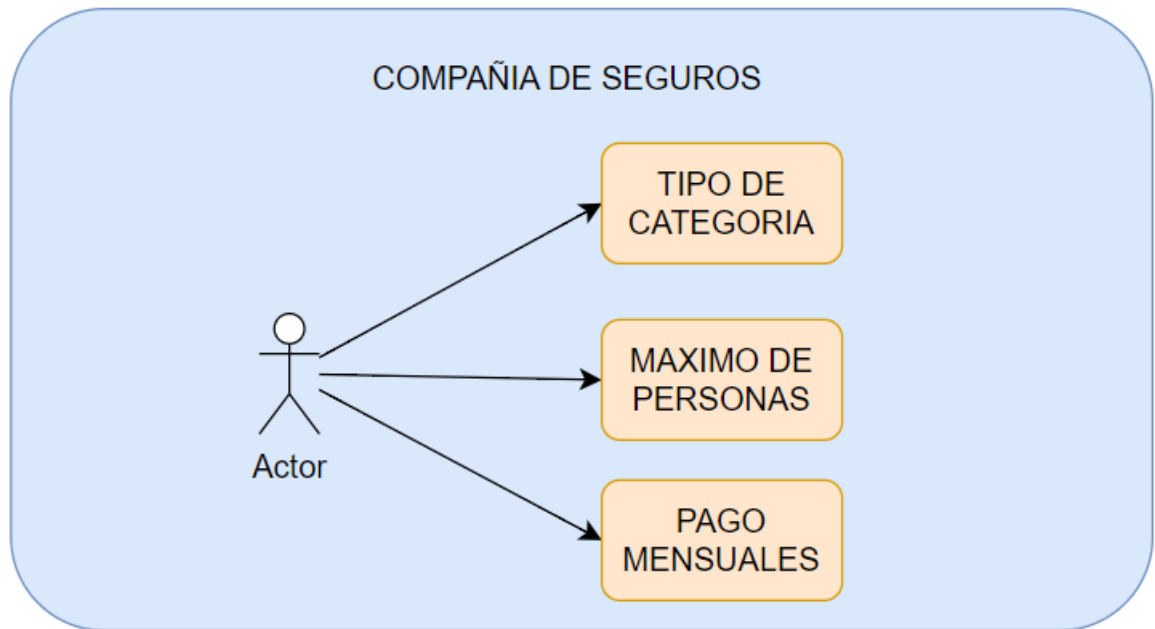 COMPAÑIA DE SEGUROS
TIPO DE
CATEGORIA
MAXIMO DE
PERSONAS
Actor
PAGO
MENSUALES